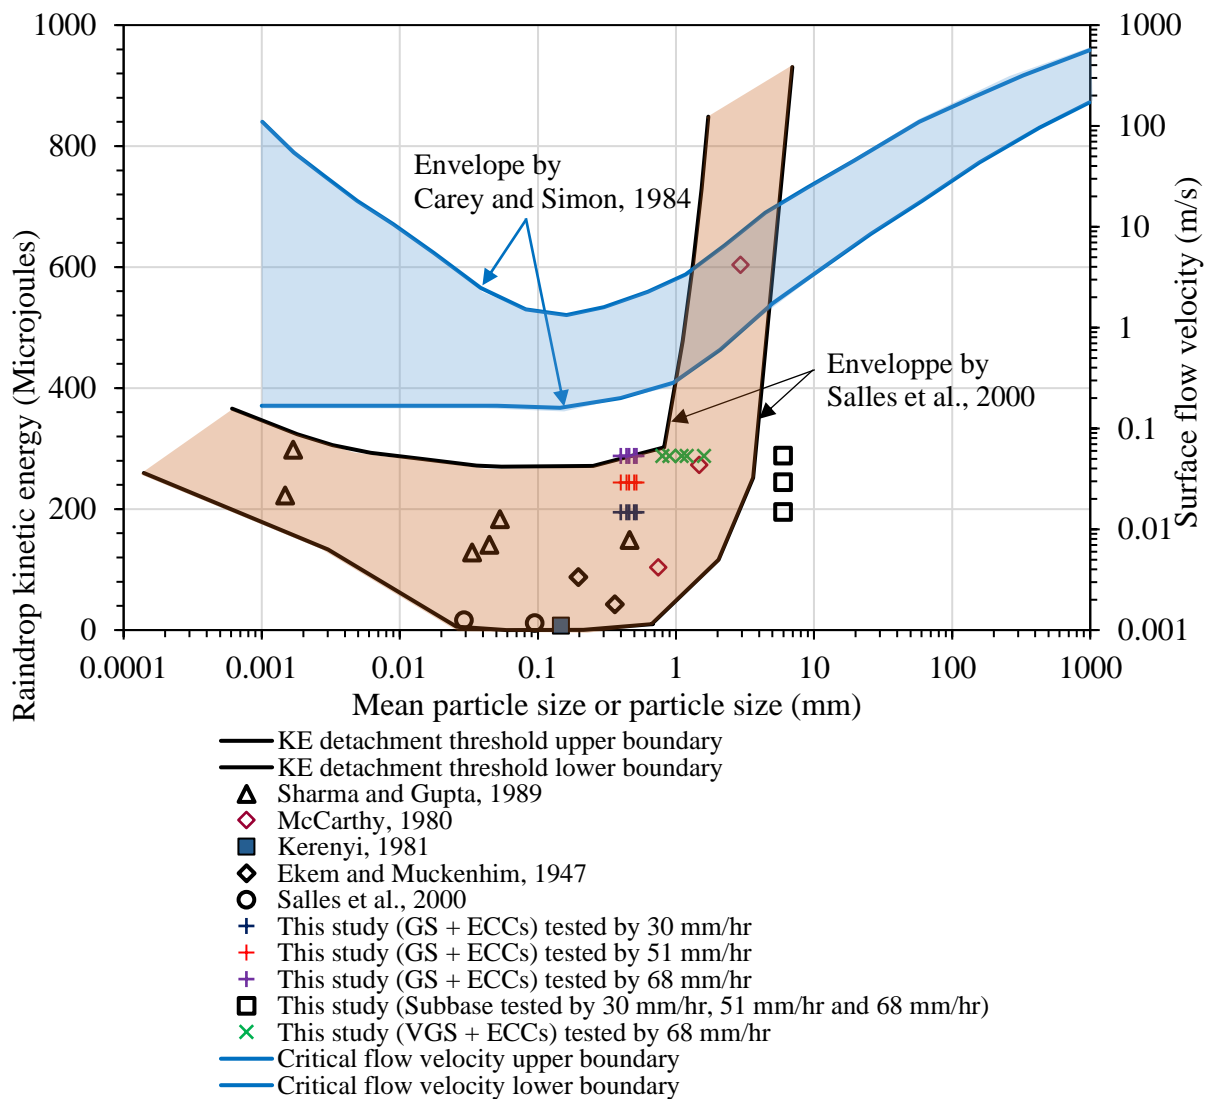 1000
800
600
400
200
0
Raindrop kinetic energy (Microjoules)
1000
100
10
1
0.1
0.01
0.001
Surface flow velocity (m/s)
Envelope by
Carey and Simon, 1984
Enveloppe by
Salles et al., 2000
0.0001
0.001
0.01
0.1
1
10
100
1000
Mean particle size or particle size (mm)
KE detachment threshold upper boundary
KE detachment threshold lower boundary
Sharma and Gupta, 1989
McCarthy, 1980
Kerenyi, 1981
Ekem and Muckenhim, 1947
Salles et al., 2000
This study (GS + ECCs) tested by 30 mm/hr
This study (GS + ECCs) tested by 51 mm/hr
This study (GS + ECCs) tested by 68 mm/hr
This study (Subbase tested by 30 mm/hr, 51 mm/hr and 68 mm/hr)
This study (VGS + ECCs) tested by 68 mm/hr
Critical flow velocity upper boundary
Critical flow velocity lower boundary